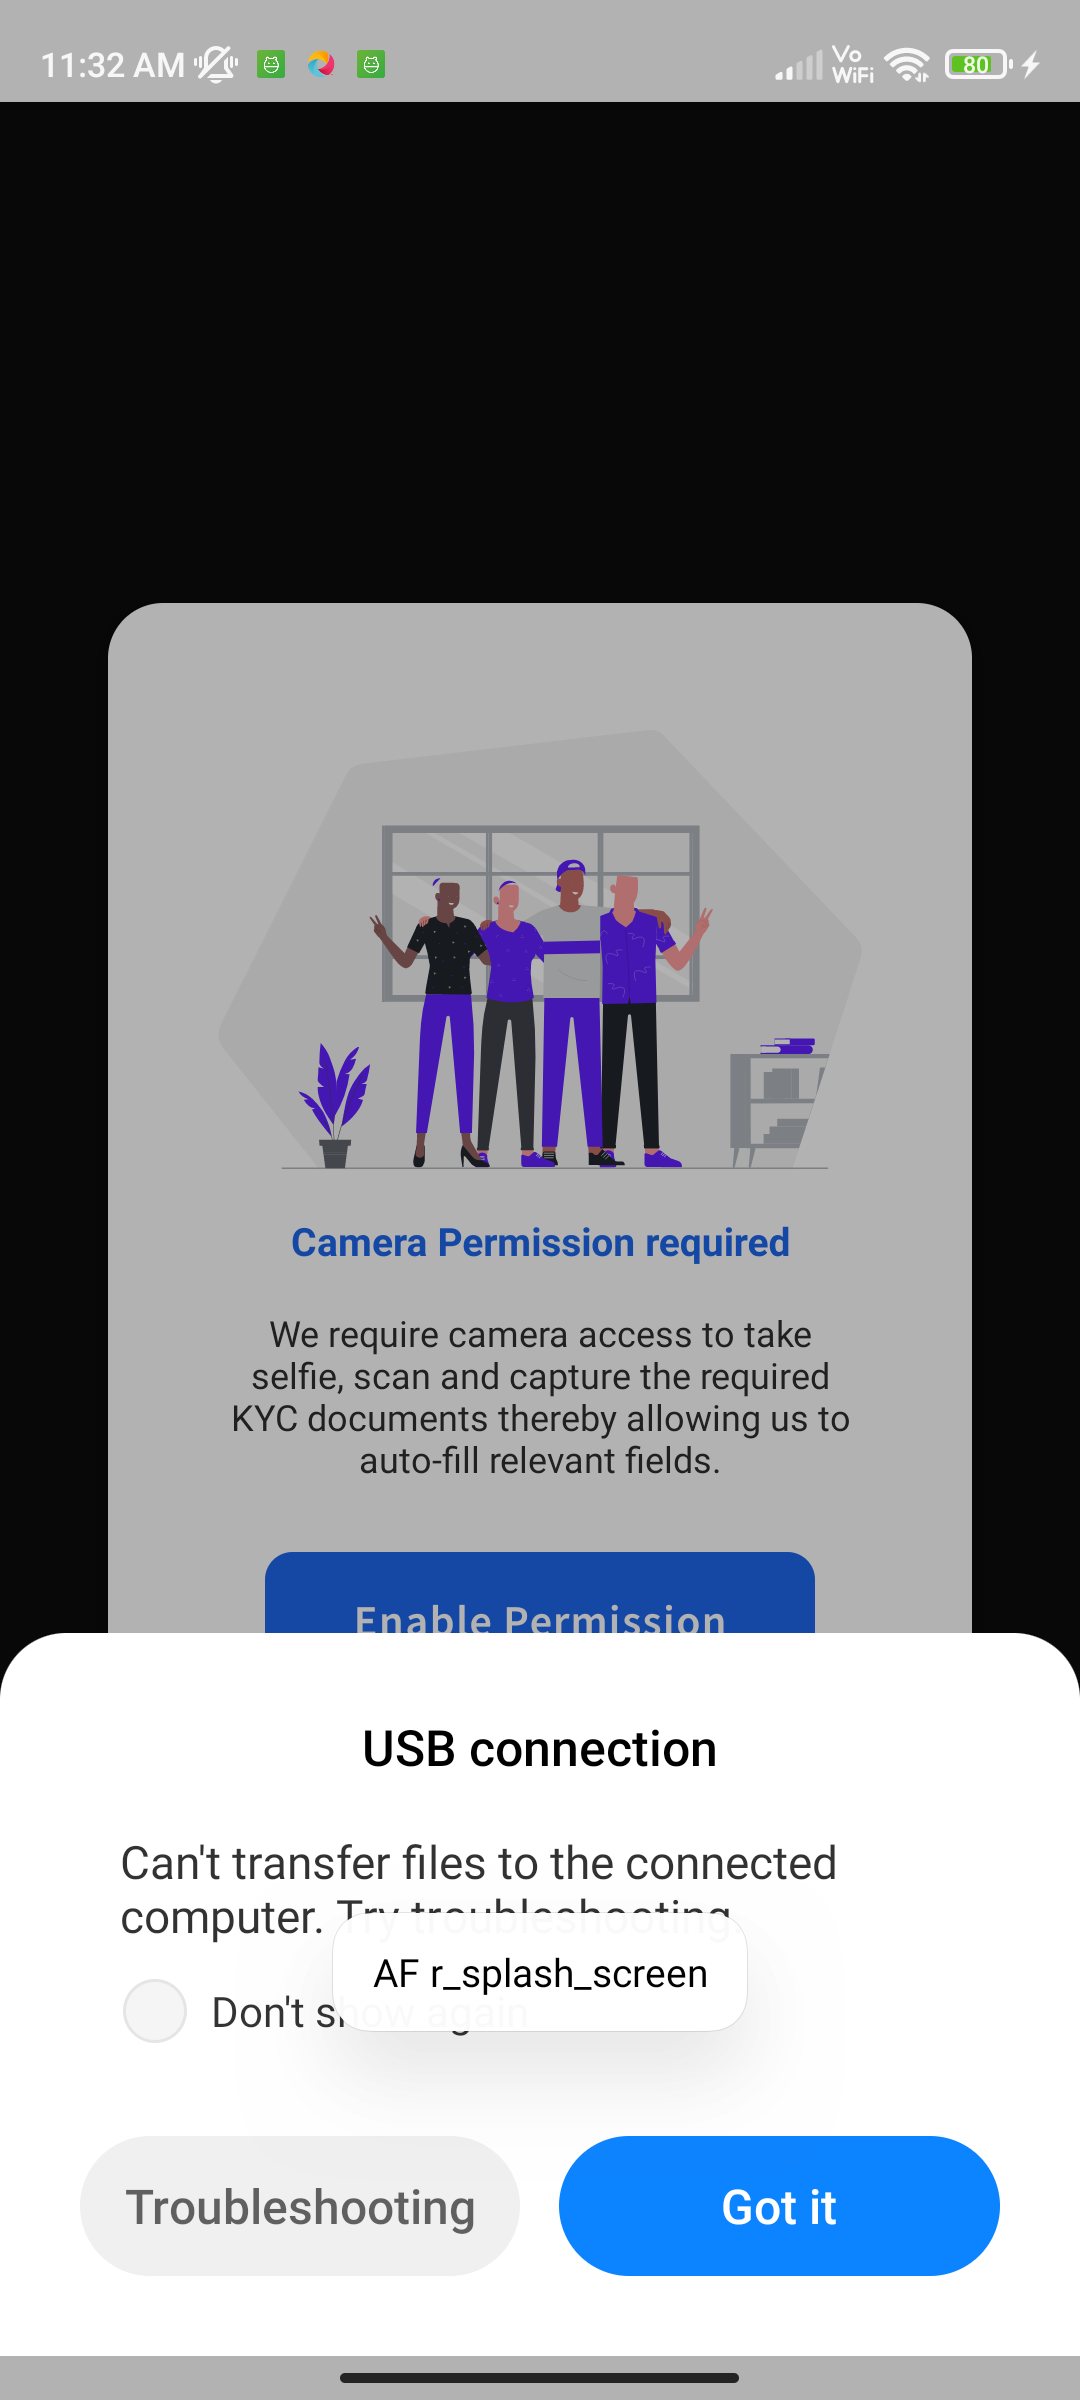 11:32 AM
Vo
WiFi
80
Camera Permission required
We require camera access to take
selfie, scan and capture the required
KYC documents thereby allowing us to
auto-fill relevant fields.
Enable Permission
USB connection
Can't transfer files to the connected
computer. Try troubleshooting.
AF r_splash_screen
Don't show again
Troubleshooting
Got it